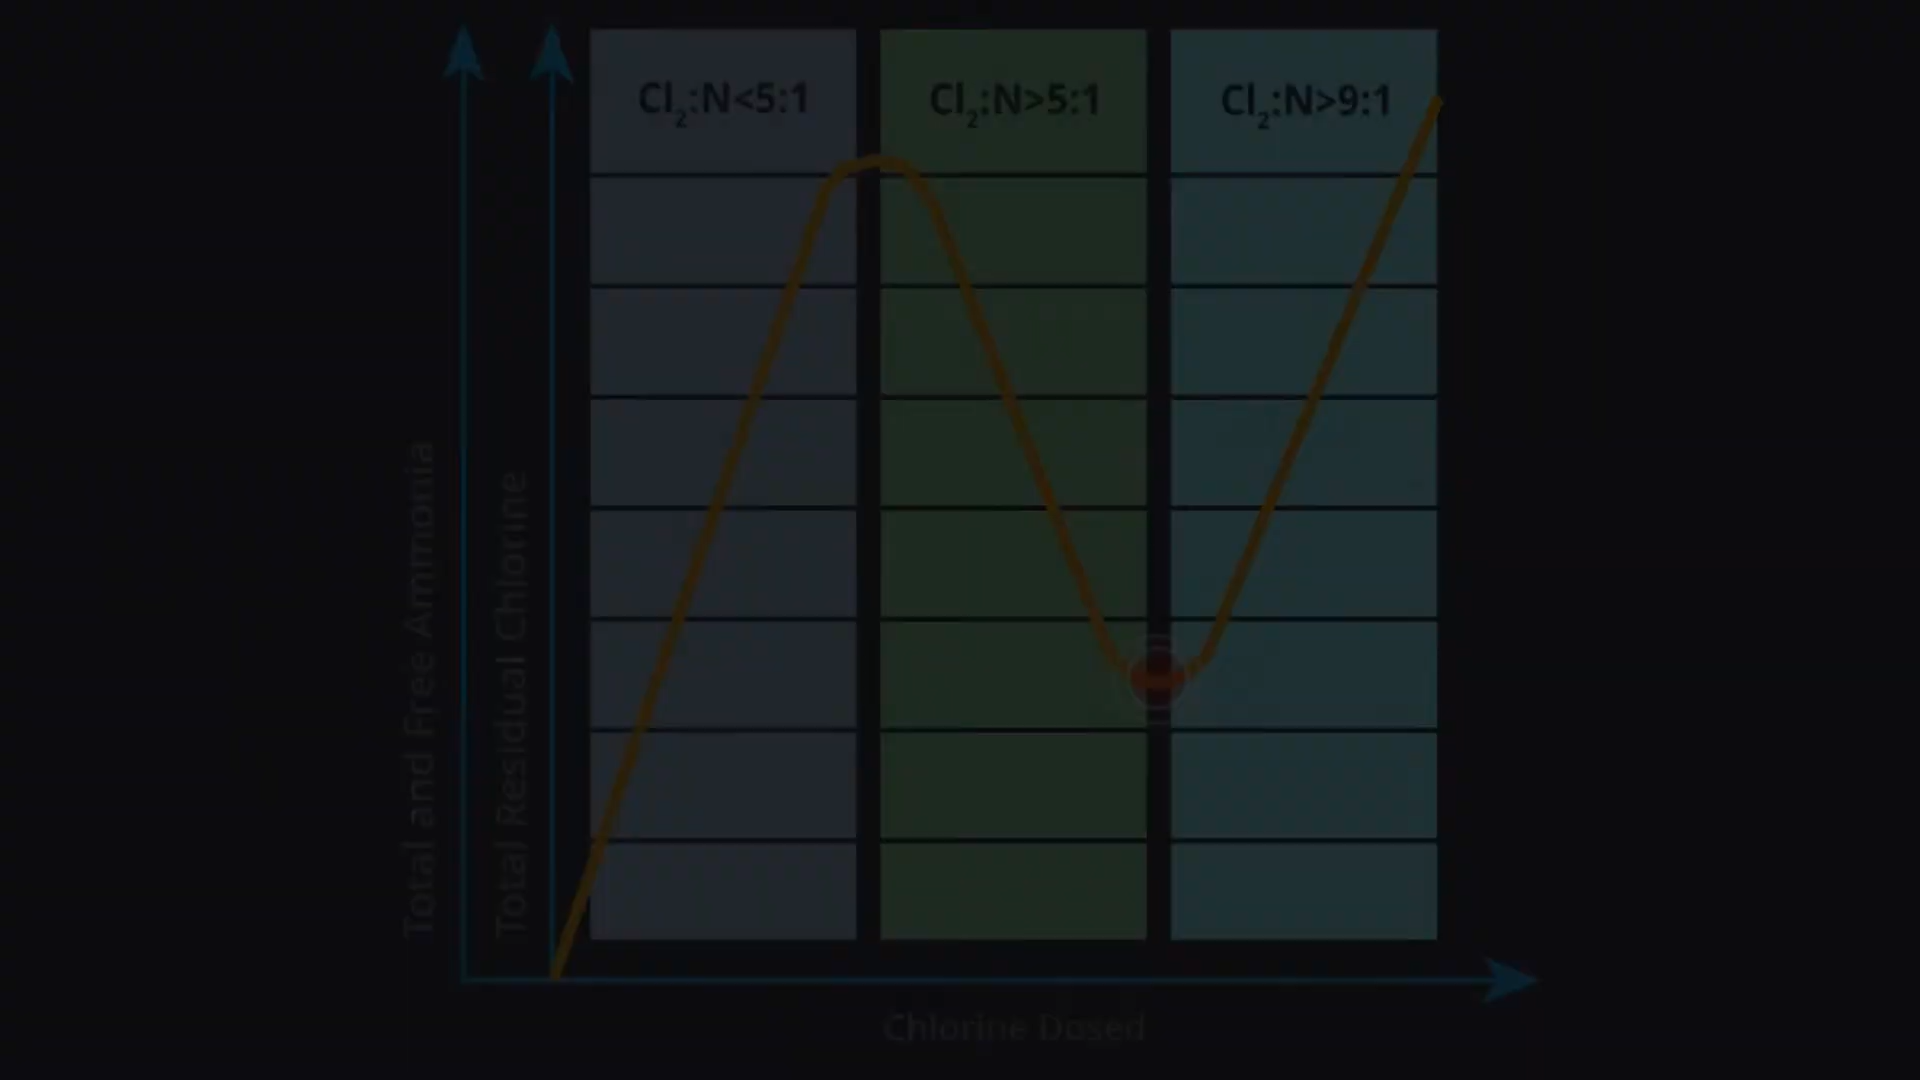 Cl₂:N<5:1
Cl₂:N>5:1
Cl₂:N>9:1
Total and Free Ammonia
Total Residual Chlorine
Chlorine Dosed